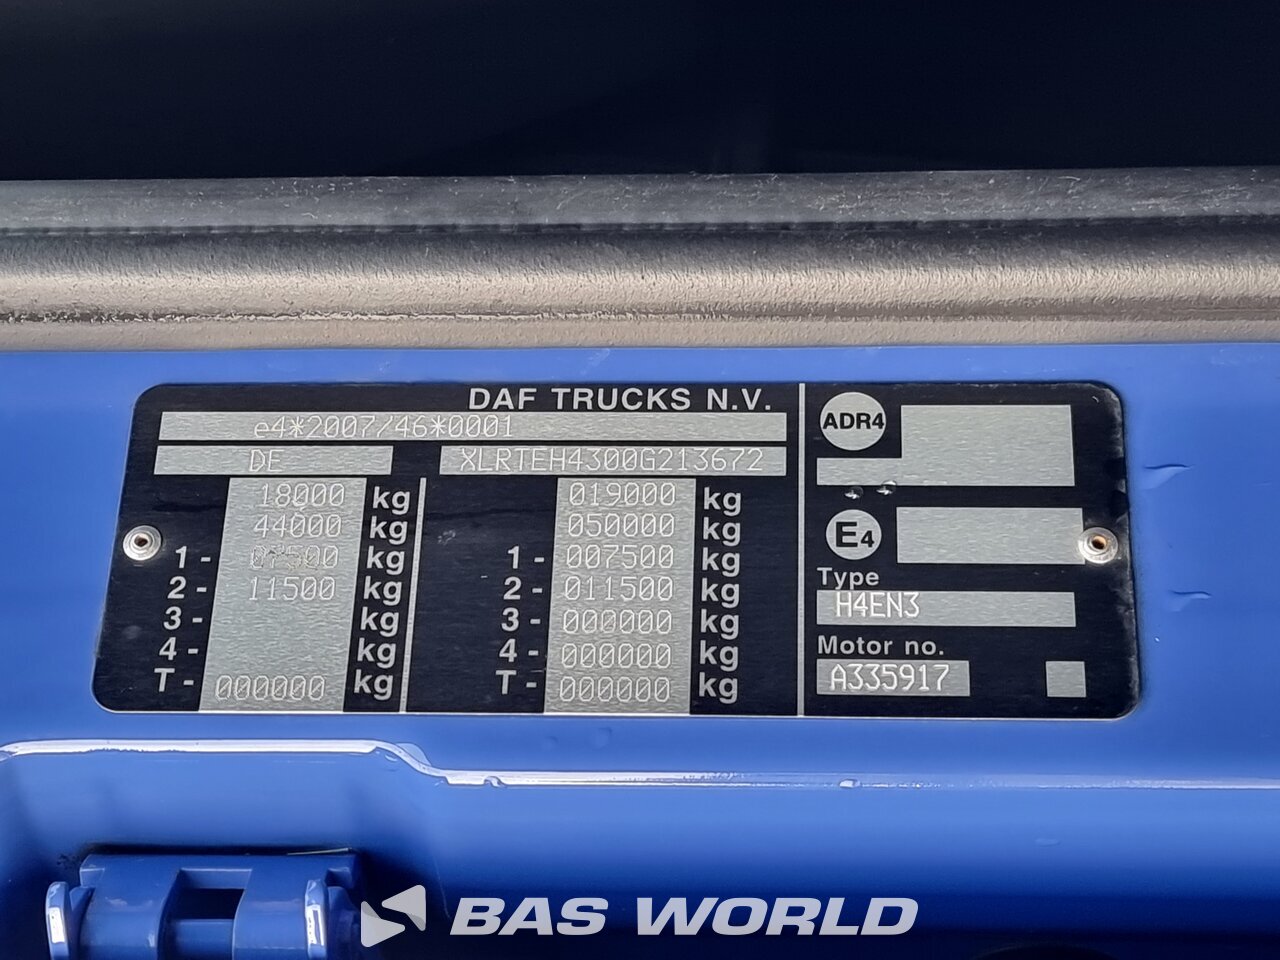 DAF TRUCKS N.V.
e4*2007/46*0001
DE XLRTEH4300G213672
18000 kg 019000 kg
44000 kg 050000 kg
1- 07500 kg 1- 007500 kg
2- 11500 kg 2- 011500 kg
3- kg 3- 000000 kg
4- kg 4- 000000 kg
T- 000000 kg T- 000000 kg
ADR4
E4
Type
H4EN3
Motor no.
A335917
BAS WORLD